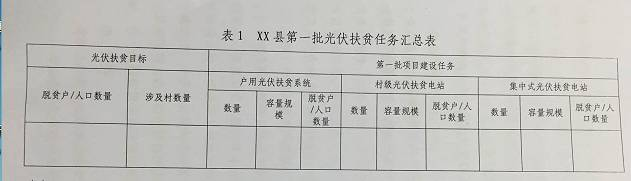 表 1 XX 县第一批光伏扶贫任务汇总表
光伏扶贫目标 第一批项目建设任务
脱贫户/人口数量 涉及村数量 户用光伏扶贫系统 村级光伏扶贫电站 集中式光伏扶贫电站
数量 容量规模 脱贫户/人口数量 数量 容量规模 脱贫户/人口数量 数量 容量规模 脱贫户/人口数量